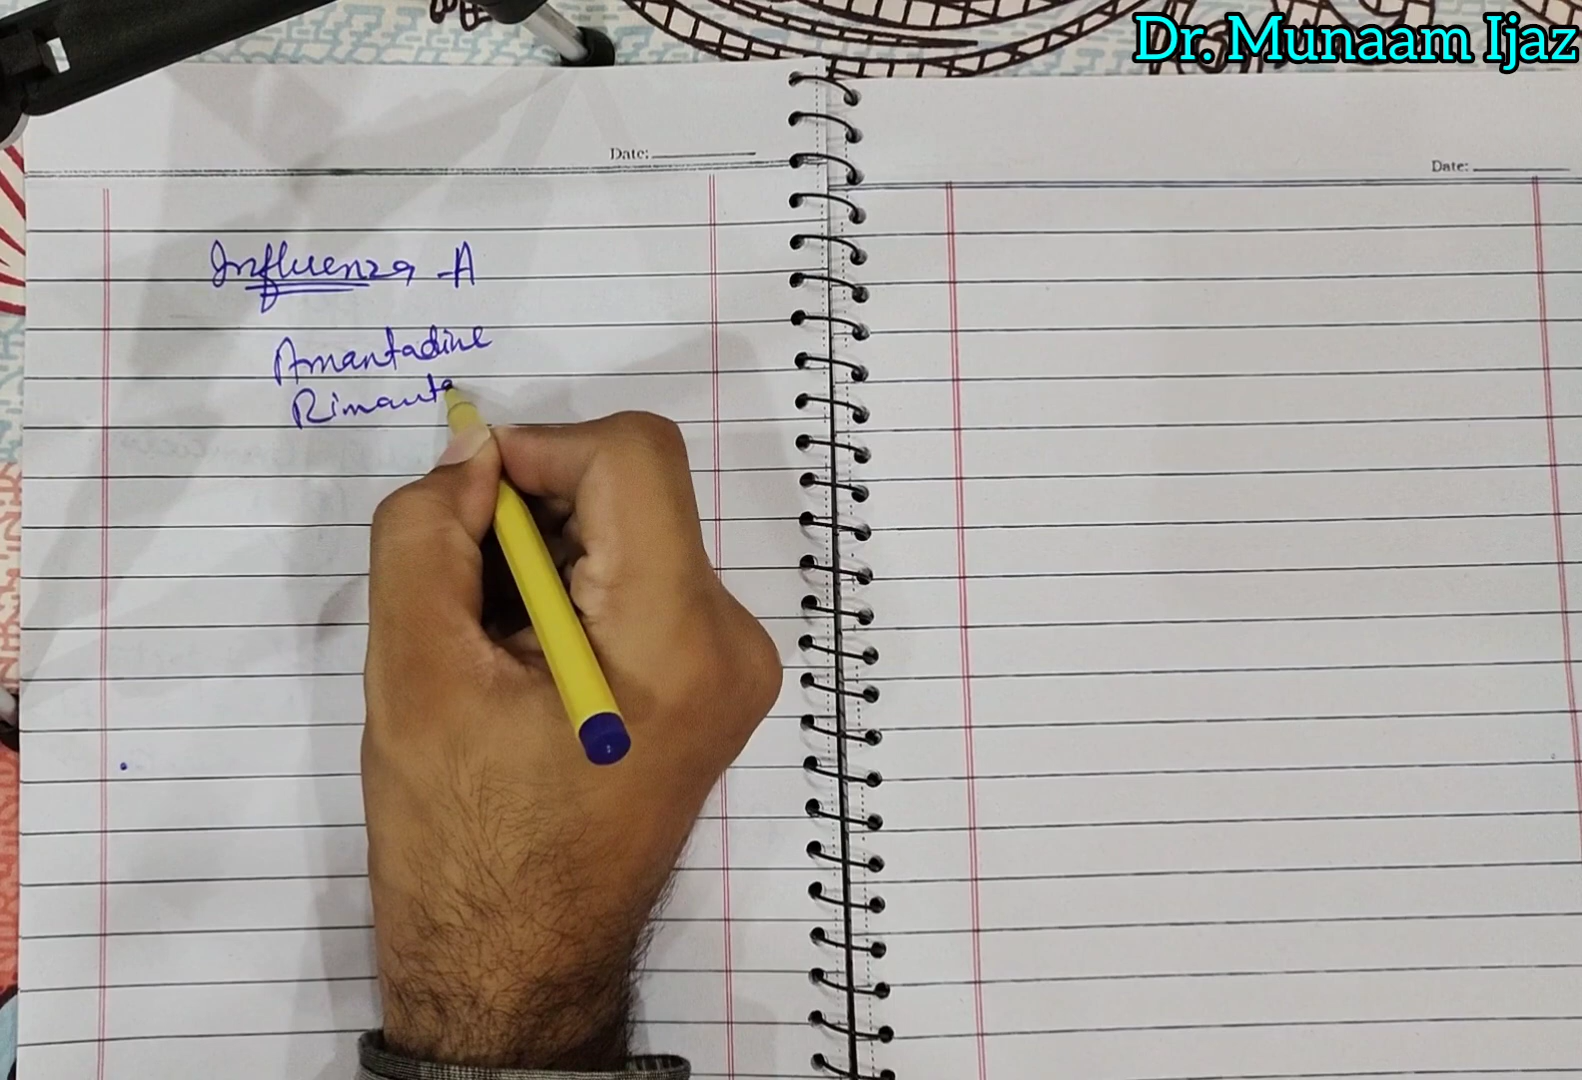 Dr. Munaam Ijaz
Date:
Date:
Influenza -A
Amantadine
Rimanta